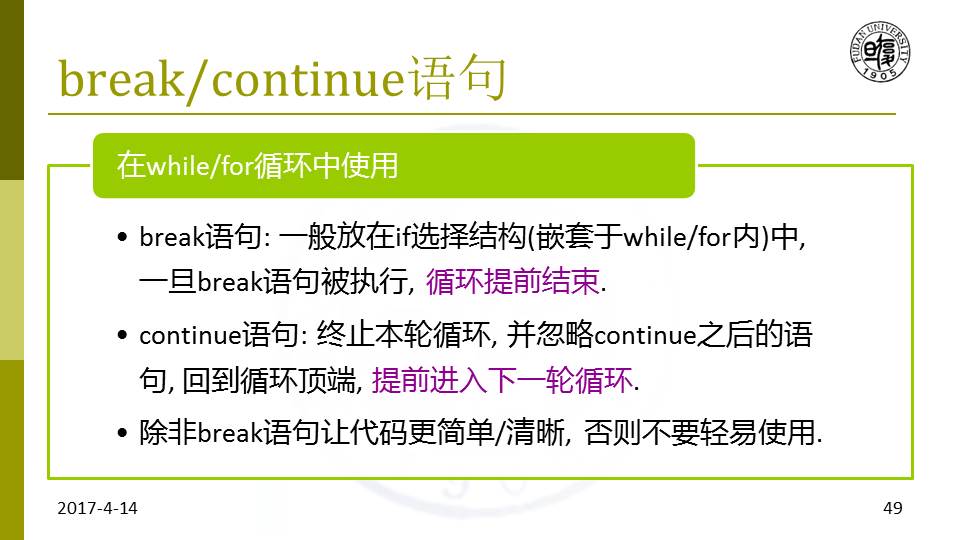 break/continue语句
FUDAN UNIVERSITY
1905
在while/for循环中使用
• break语句: 一般放在if选择结构(嵌套于while/for内)中,
一旦break语句被执行, 循环提前结束.
• continue语句: 终止本轮循环, 并忽略continue之后的语
句, 回到循环顶端, 提前进入下一轮循环.
• 除非break语句让代码更简单/清晰, 否则不要轻易使用.
2017-4-14
49